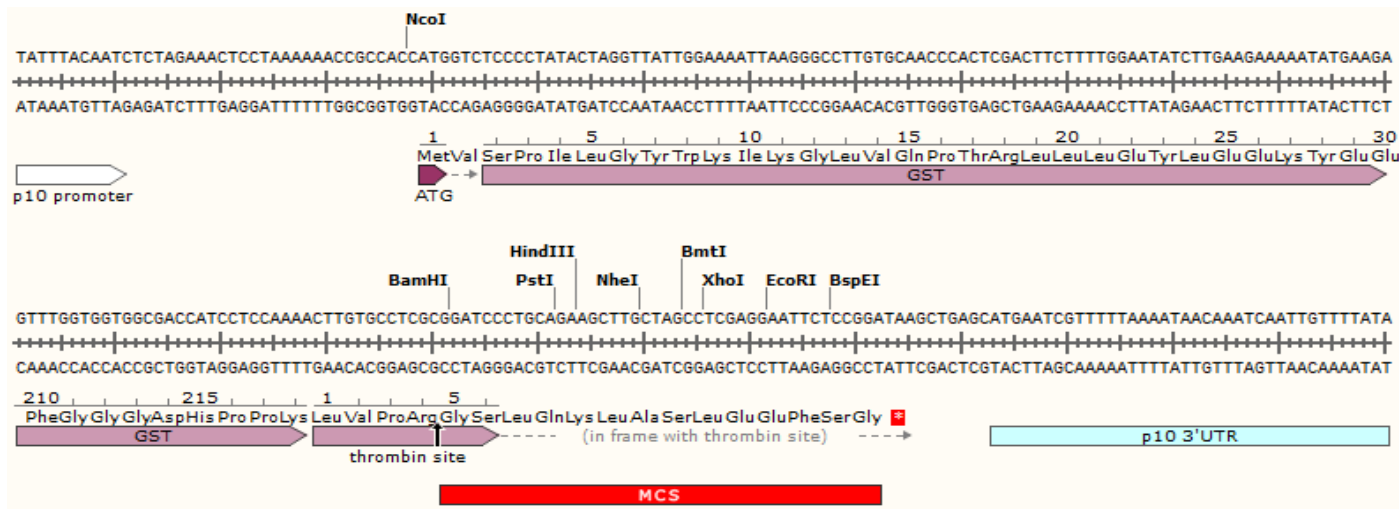 NcoI
TATTTACAATCTCTAGAAACTCCTAAAAAACCGCCACCATGGTCTCCCCTATACTAGGTTATTGGAAAATTAAGGGCCTTGTGCAACCCACTCGACTTCTTTTGGAATATCTTGAAGAAAAATATGAAGA
ATAAATGTTAGAGATCTTTGAGGATTTTTTGGCGGTGGTACCAGAGGGGATATGATCCAATAACCTTTTAATTCCCGGAACACGTTGGGTGAGCTGAAGAAAACCTTATAGAACTTCTTTTTATACTTCT
1 5 10 15 20 25 30
Met Val Ser Pro Ile Leu Gly Tyr Trp Lys Ile Lys Gly Leu Val Gln Pro Thr Arg Leu Leu Leu Glu Tyr Leu Glu Glu Lys Tyr Glu Glu
GST
p10 promoter ATG
HindIII BmtI
BamHI PstI NheI XhoI EcoRI BspEI
GTTTGGTGGTGGCGACCATCCTCCAAAACTTGTGCCTCGCGGATCCCTGCAGAAGCTTGCTAGCCTCGAGGAATTCTCCGGATAAGCTGAGCATGAATCGTTTTTAAAATAACAAATCAATTGTTTTATA
CAAACCACCACCGCTGGTAGGAGGTTTTGAACACGGAGCGCCTAGGGACGTCTTCGAACGATCGGAGCTCCTTAAGAGGCCTATTCGACTCGTACTTAGCAAAAATTTTATTGTTTAGTTAACAAAATAT
210 215 1 5
Phe Gly Gly Gly Asp His Pro Pro Lys Leu Val Pro Arg Gly Ser Leu Gln Lys Leu Ala Ser Leu Glu Glu Phe Ser Gly *
GST (in frame with thrombin site) p10 3'UTR
thrombin site
MCS